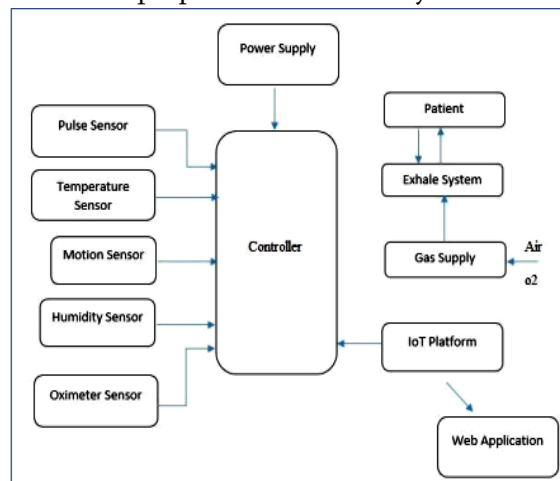 Power Supply
Pulse Sensor
Temperature
Sensor
Motion Sensor
Humidity Sensor
Oximeter Sensor
Controller
Patient
Exhale System
Gas Supply
Air
o2
IoT Platform
Web Application